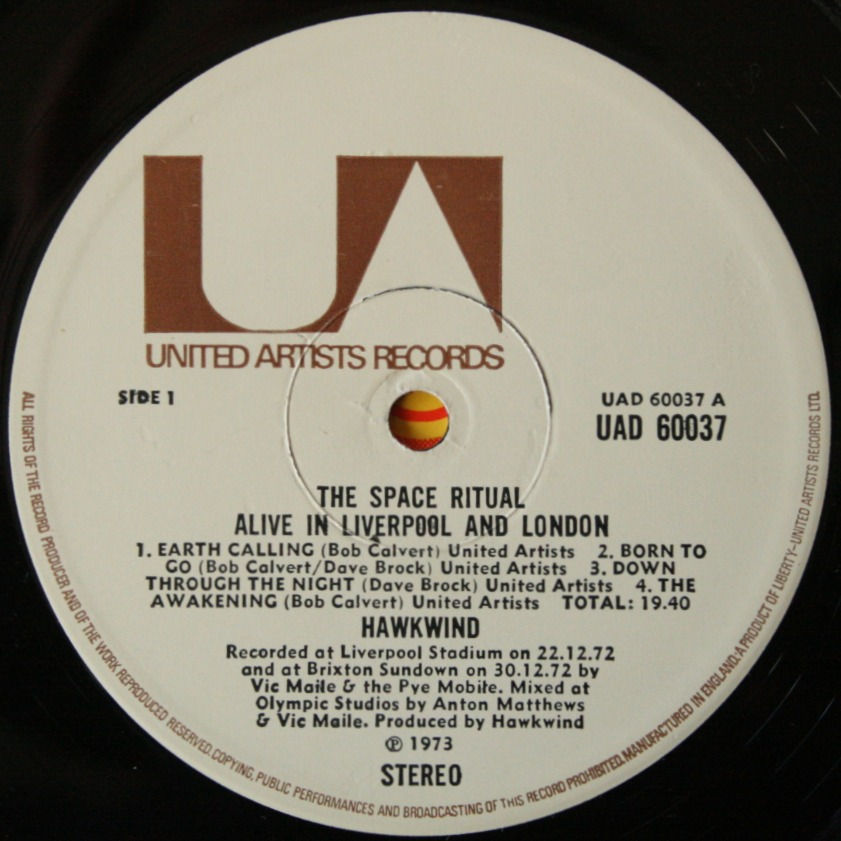 UA
UNITED ARTISTS RECORDS
SIDE 1
UAD 60037 A
UAD 60037
THE SPACE RITUAL
ALIVE IN LIVERPOOL AND LONDON
1. EARTH CALLING (Bob Calvert) United Artists 2. BORN TO
GO (Bob Calvert/Dave Brock) United Artists 3. DOWN
THROUGH THE NIGHT (Dave Brock) United Artists 4. THE
AWAKENING (Bob Calvert) United Artists TOTAL: 19.40
HAWKWIND
Recorded at Liverpool Stadium on 22.12.72
and at Brixton Sundown on 30.12.72 by
Vic Maile & the Pye Mobile. Mixed at
Olympic Studios by Anton Matthews
& Vic Maile. Produced by Hawkwind
℗ 1973
STEREO
ALL RIGHTS OF THE RECORD PRODUCER AND OF THE WORK REPRODUCED RESERVED. COPYING, PUBLIC PERFORMANCES AND BROADCASTING OF THIS RECORD PROHIBITED. MANUFACTURED IN ENGLAND: A PRODUCT OF LIBERTY-UNITED ARTISTS RECORDS LTD.